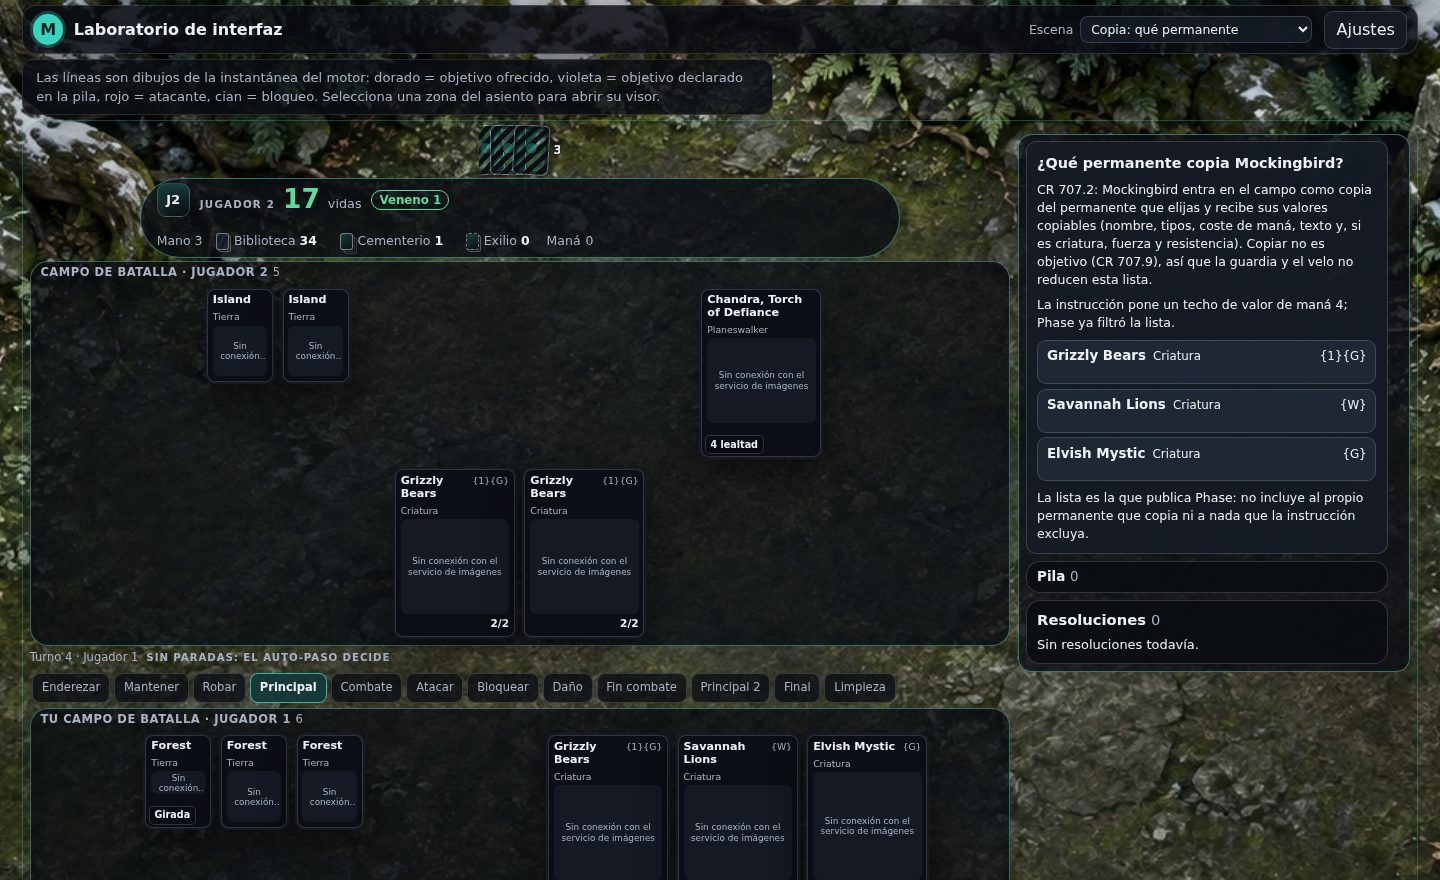 M Laboratorio de interfaz
Escena Copia: qué permanente Ajustes
Las líneas son dibujos de la instantánea del motor: dorado = objetivo ofrecido, violeta = objetivo declarado
en la pila, rojo = atacante, cian = bloqueo. Selecciona una zona del asiento para abrir su visor.
3
J2 JUGADOR 2 17 vidas Veneno 1
Mano 3 Biblioteca 34 Cementerio 1 Exilio 0 Maná 0
CAMPO DE BATALLA · JUGADOR 2 5
Island
Tierra
Sin
conexión..
Island
Tierra
Sin
conexión..
Chandra, Torch
of Defiance
Planeswalker
Sin conexión con el
servicio de imágenes
4 lealtad
Grizzly
Bears
{1}{G}
Criatura
Sin conexión con el
servicio de imágenes
2/2
Grizzly
Bears
{1}{G}
Criatura
Sin conexión con el
servicio de imágenes
2/2
Turno 4 · Jugador 1 SIN PARADAS: EL AUTO-PASO DECIDE
Enderezar Mantener Robar Principal Combate Atacar Bloquear Daño Fin combate Principal 2 Final Limpieza
TU CAMPO DE BATALLA · JUGADOR 1 6
Forest
Tierra
Sin
conexión..
Girada
Forest
Tierra
Sin
conexión..
Forest
Tierra
Sin
conexión..
Grizzly
Bears
{1}{G}
Criatura
Sin conexión con el
servicio de imágenes
Savannah
Lions
{W}
Criatura
Sin conexión con el
servicio de imágenes
Elvish Mystic {G}
Criatura
Sin conexión con el
servicio de imágenes
¿Qué permanente copia Mockingbird?
CR 707.2: Mockingbird entra en el campo como copia
del permanente que elijas y recibe sus valores
copiables (nombre, tipos, coste de maná, texto y, si
es criatura, fuerza y resistencia). Copiar no es
objetivo (CR 707.9), así que la guardia y el velo no
reducen esta lista.
La instrucción pone un techo de valor de maná 4;
Phase ya filtró la lista.
Grizzly Bears Criatura {1}{G}
Savannah Lions Criatura {W}
Elvish Mystic Criatura {G}
La lista es la que publica Phase: no incluye al propio
permanente que copia ni a nada que la instrucción
excluya.
Pila 0
Resoluciones 0
Sin resoluciones todavía.